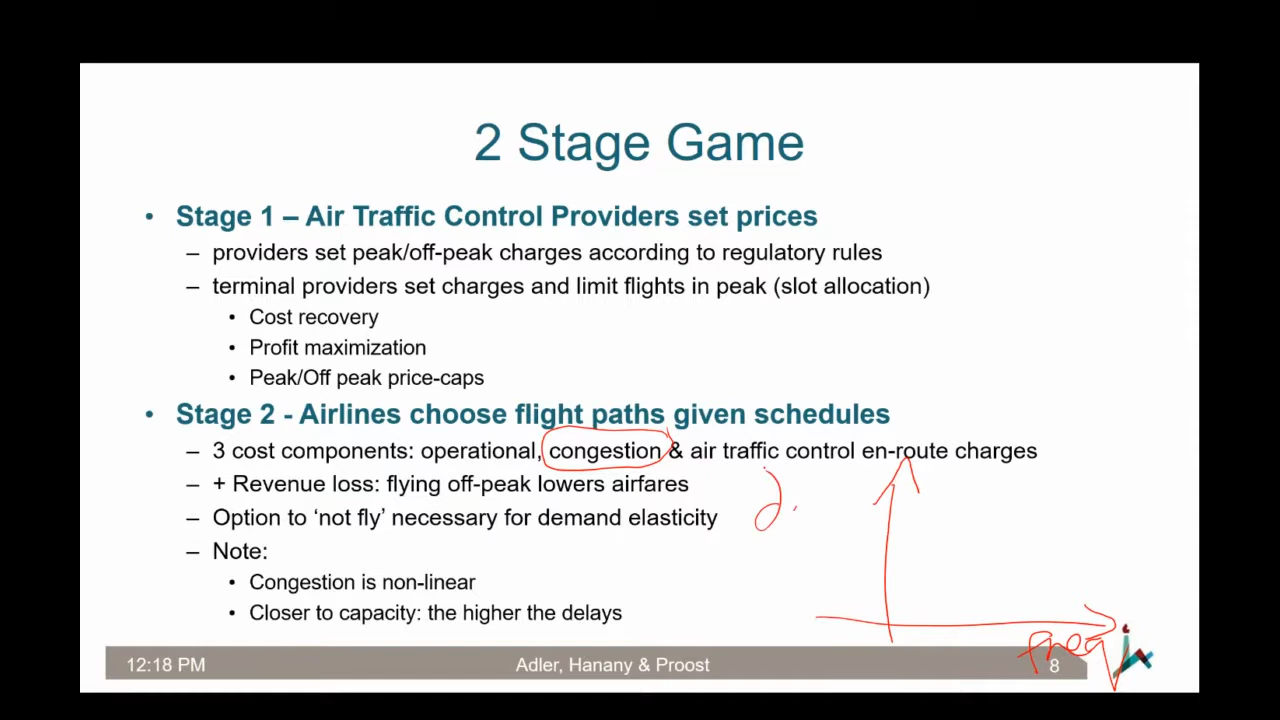 2 Stage Game
• Stage 1 – Air Traffic Control Providers set prices
– providers set peak/off-peak charges according to regulatory rules
– terminal providers set charges and limit flights in peak (slot allocation)
• Cost recovery
• Profit maximization
• Peak/Off peak price-caps
• Stage 2 - Airlines choose flight paths given schedules
– 3 cost components: operational, congestion & air traffic control en-route charges
– + Revenue loss: flying off-peak lowers airfares
– Option to ‘not fly’ necessary for demand elasticity
– Note:
• Congestion is non-linear
• Closer to capacity: the higher the delays
freq
12:18 PM
Adler, Hanany & Proost
8